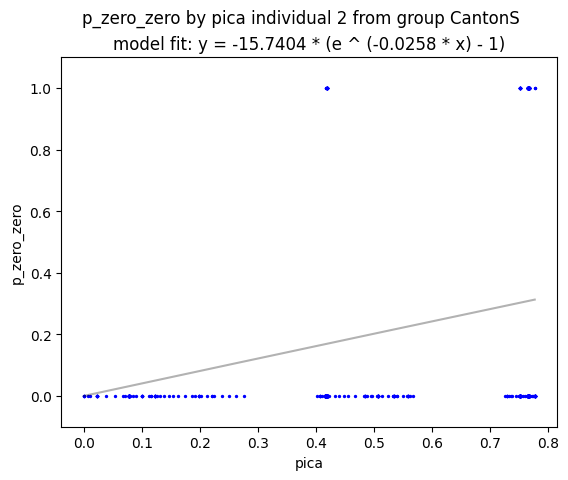 p_zero_zero by pica individual 2 from group CantonS
model fit: y = -15.7404 * (e ^ (-0.0258 * x) - 1)
1.0
0.8
0.6
0.4
0.2
0.0
p_zero_zero
0.0 0.1 0.2 0.3 0.4 0.5 0.6 0.7 0.8
pica